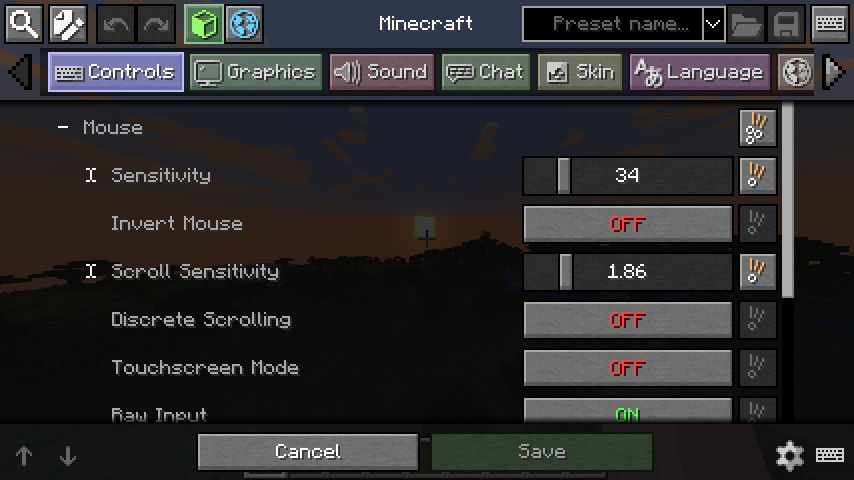 Minecraft
Preset name...
Controls
Graphics
Sound
Chat
Skin
Language
Mouse
Sensitivity
34
Invert Mouse
OFF
Scroll Sensitivity
1.86
Discrete Scrolling
OFF
Touchscreen Mode
OFF
Raw Input
ON
Cancel
Save